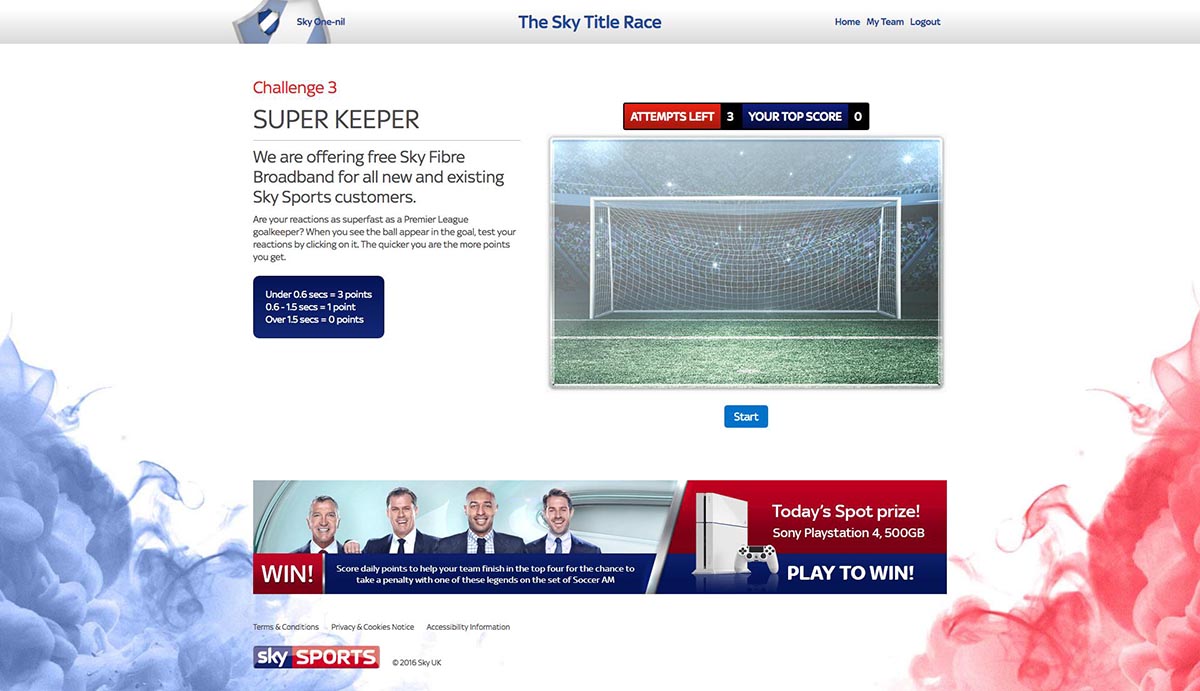 Sky One-nil
The Sky Title Race
Home My Team Logout
Challenge 3
SUPER KEEPER
We are offering free Sky Fibre
Broadband for all new and existing
Sky Sports customers.
Are your reactions as superfast as a Premier League
goalkeeper? When you see the ball appear in the goal, test your
reactions by clicking on it. The quicker you are the more points
you get.
Under 0.6 secs = 3 points
0.6 - 1.5 secs = 1 point
Over 1.5 secs = 0 points
ATTEMPTS LEFT 3 YOUR TOP SCORE 0
Start
WIN!
Score daily points to help your team finish in the top four for the chance to
take a penalty with one of these legends on the set of Soccer AM
Today's Spot prize!
Sony Playstation 4, 500GB
PLAY TO WIN!
Terms & Conditions Privacy & Cookies Notice Accessibility Information
sky SPORTS © 2016 Sky UK